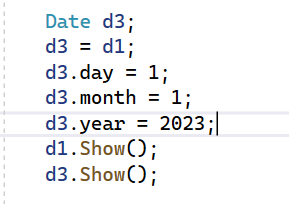 Date d3;
d3 = d1;
d3.day = 1;
d3.month = 1;
d3.year = 2023;
d1.Show();
d3.Show();